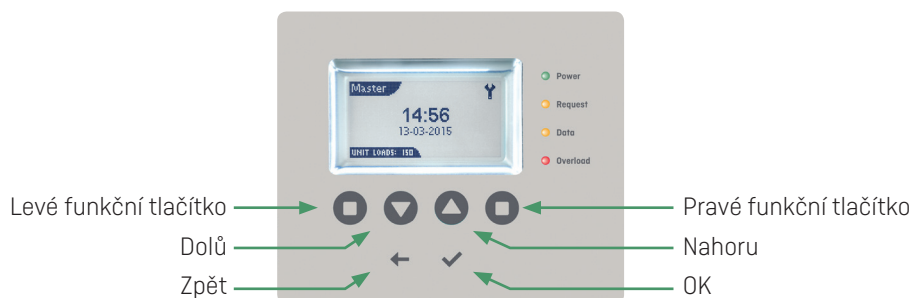 Master
14:56
13-03-2015
UNIT LOADS: 150
Power
Request
Data
Overload
Levé funkční tlačítko
Pravé funkční tlačítko
Dolů
Nahoru
Zpět
OK